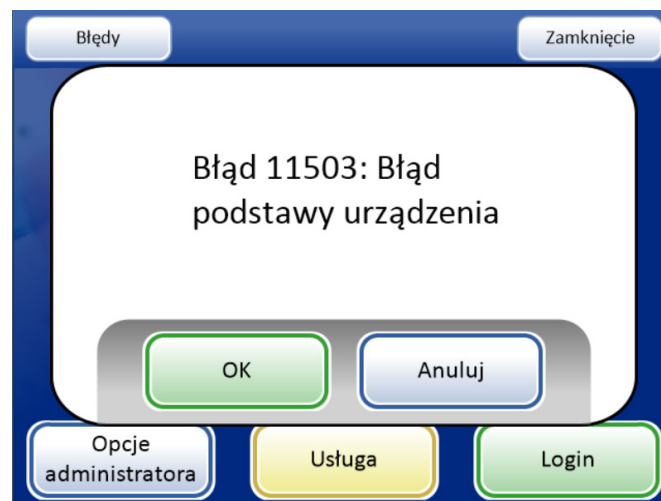 Błędy
Zamknięcie
Błąd 11503: Błąd
podstawy urządzenia
OK
Anuluj
Opcje
administratora
Usługa
Login